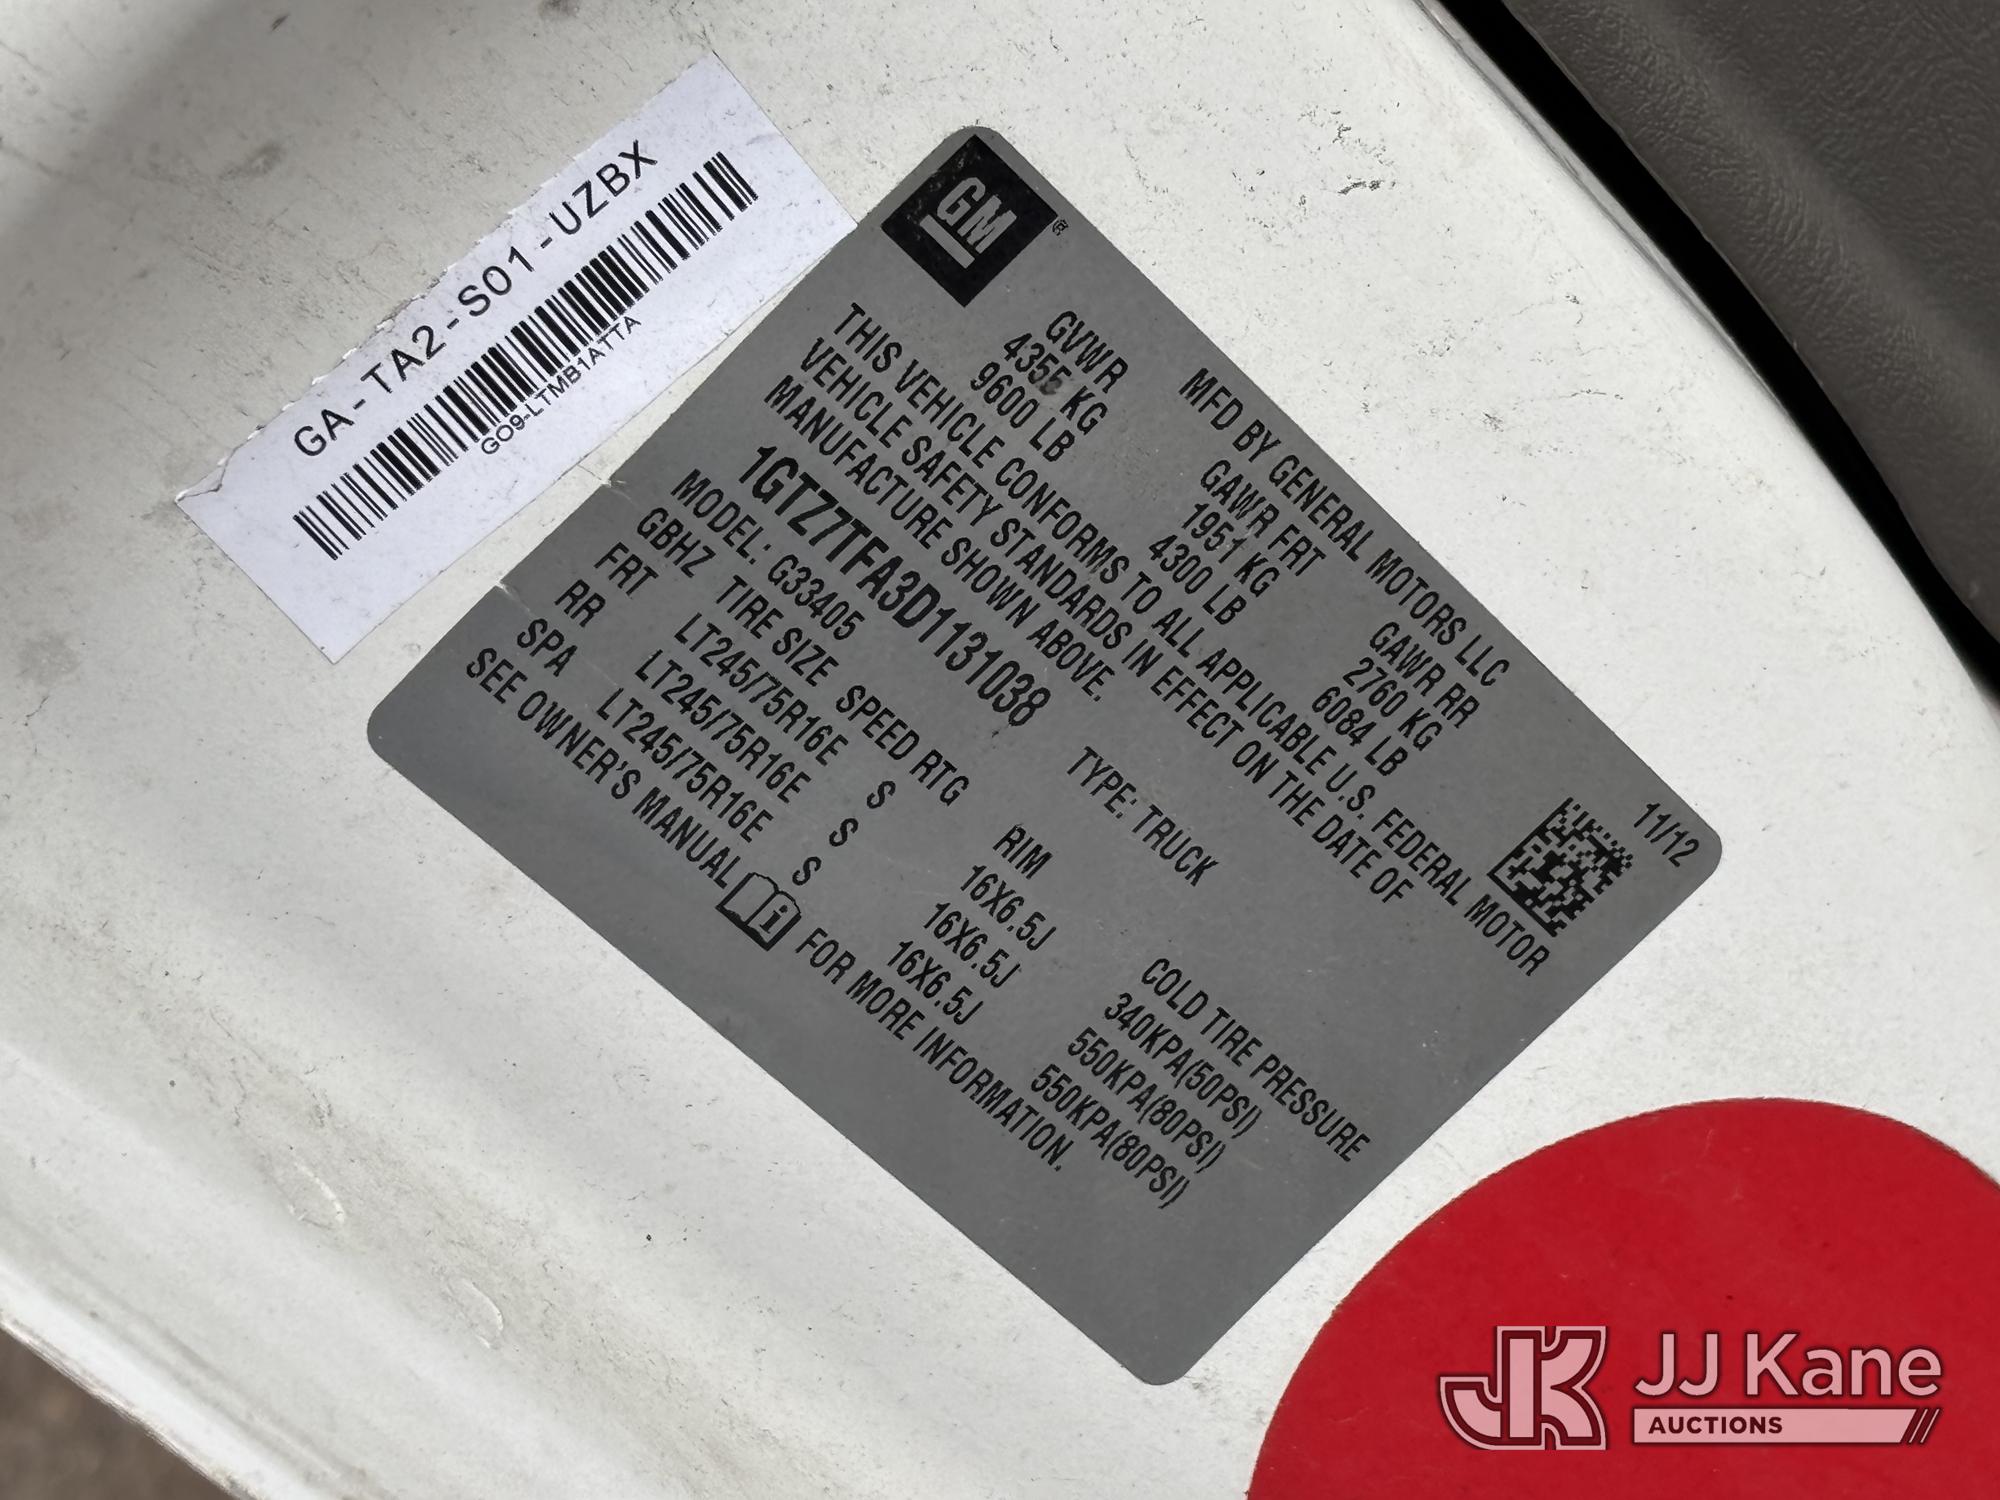 GA-TA2-S01-UZBX
GO9-LTMB1ATTA
GM®
MFD BY GENERAL MOTORS LLC 11/12
GVWR GAWR FRT GAWR RR
4355 KG 1951 KG 2760 KG
9600 LB 4300 LB 6084 LB
THIS VEHICLE CONFORMS TO ALL APPLICABLE U.S. FEDERAL MOTOR
VEHICLE SAFETY STANDARDS IN EFFECT ON THE DATE OF
MANUFACTURE SHOWN ABOVE.
1GTZ7TFA3D1131038 TYPE: TRUCK
MODEL: G33405
GBHZ TIRE SIZE SPEED RTG RIM COLD TIRE PRESSURE
FRT LT245/75R16E S 16X6.5J 340KPA(50PSI)
RR LT245/75R16E S 16X6.5J 550KPA(80PSI)
SPA LT245/75R16E S 16X6.5J 550KPA(80PSI)
SEE OWNER'S MANUAL i FOR MORE INFORMATION.
JK JJ Kane
AUCTIONS